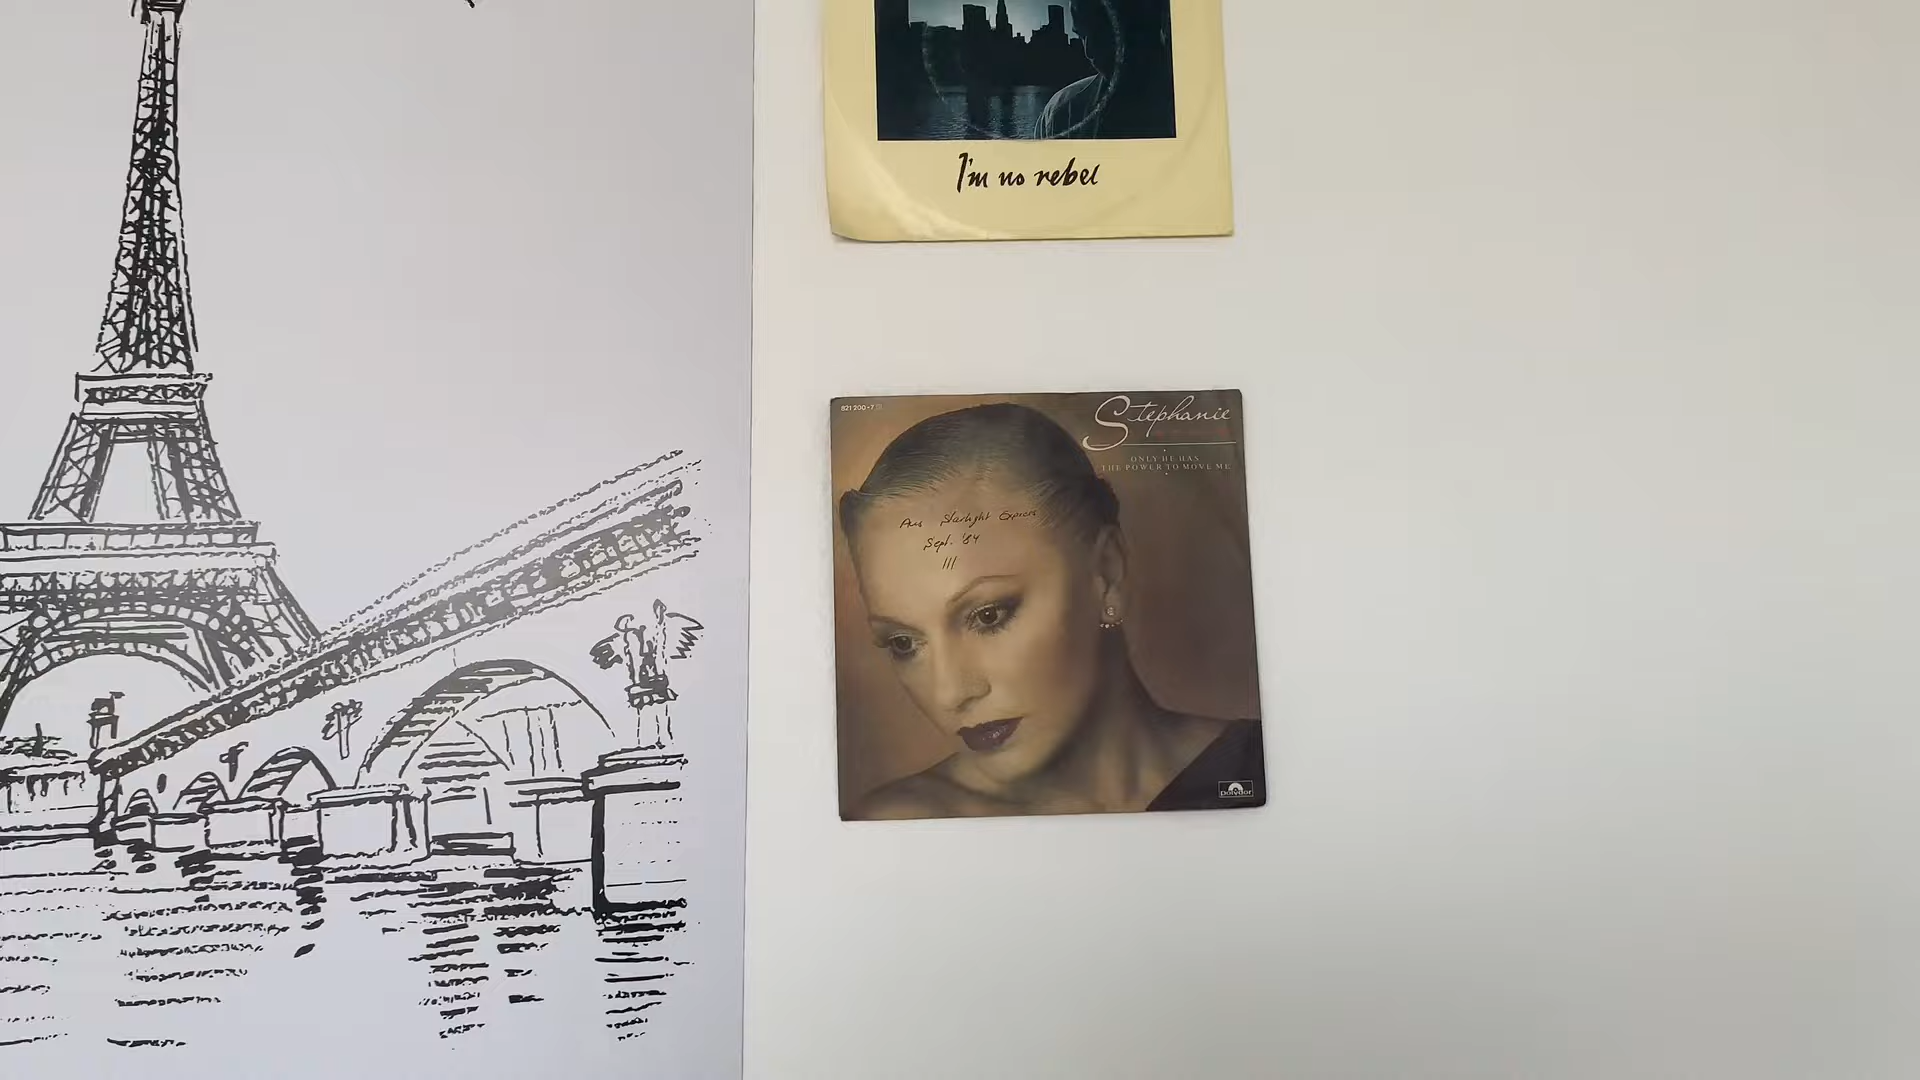 I'm no rebel
821 200-7
Stephanie
ONLY HE HAS
THE POWER TO MOVE ME
Aus Starlight Express
Sept. '84
III
Polydor